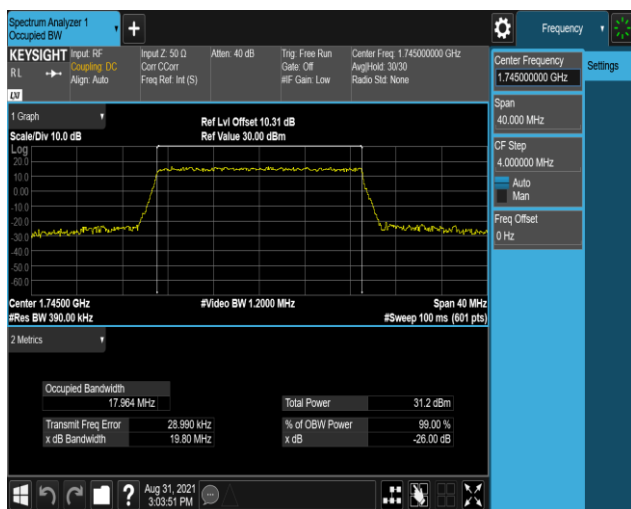 Spectrum Analyzer 1
Occupied BW
+
Frequency
KEYSIGHT
RL
LXI
Input: RF
Coupling: DC
Align: Auto
Input Z: 50 Ω
Corr CCorr
Freq Ref: Int (S)
Atten: 40 dB
Trig: Free Run
Gate: Off
#IF Gain: Low
Center Freq: 1.745000000 GHz
Avg|Hold: 30/30
Radio Std: None
Center Frequency
1.745000000 GHz
Settings
Span
40.000 MHz
CF Step
4.000000 MHz
Auto
Man
Freq Offset
0 Hz
1 Graph
Scale/Div 10.0 dB
Ref Lvl Offset 10.31 dB
Ref Value 30.00 dBm
Log
20.0
10.0
0.00
-10.0
-20.0
-30.0
-40.0
-50.0
-60.0
Center 1.74500 GHz
#Res BW 390.00 kHz
#Video BW 1.2000 MHz
Span 40 MHz
#Sweep 100 ms (601 pts)
2 Metrics
Occupied Bandwidth
17.964 MHz
Transmit Freq Error 28.990 kHz
x dB Bandwidth 19.80 MHz
Total Power 31.2 dBm
% of OBW Power 99.00 %
x dB -26.00 dB
?
Aug 31, 2021
3:03:51 PM